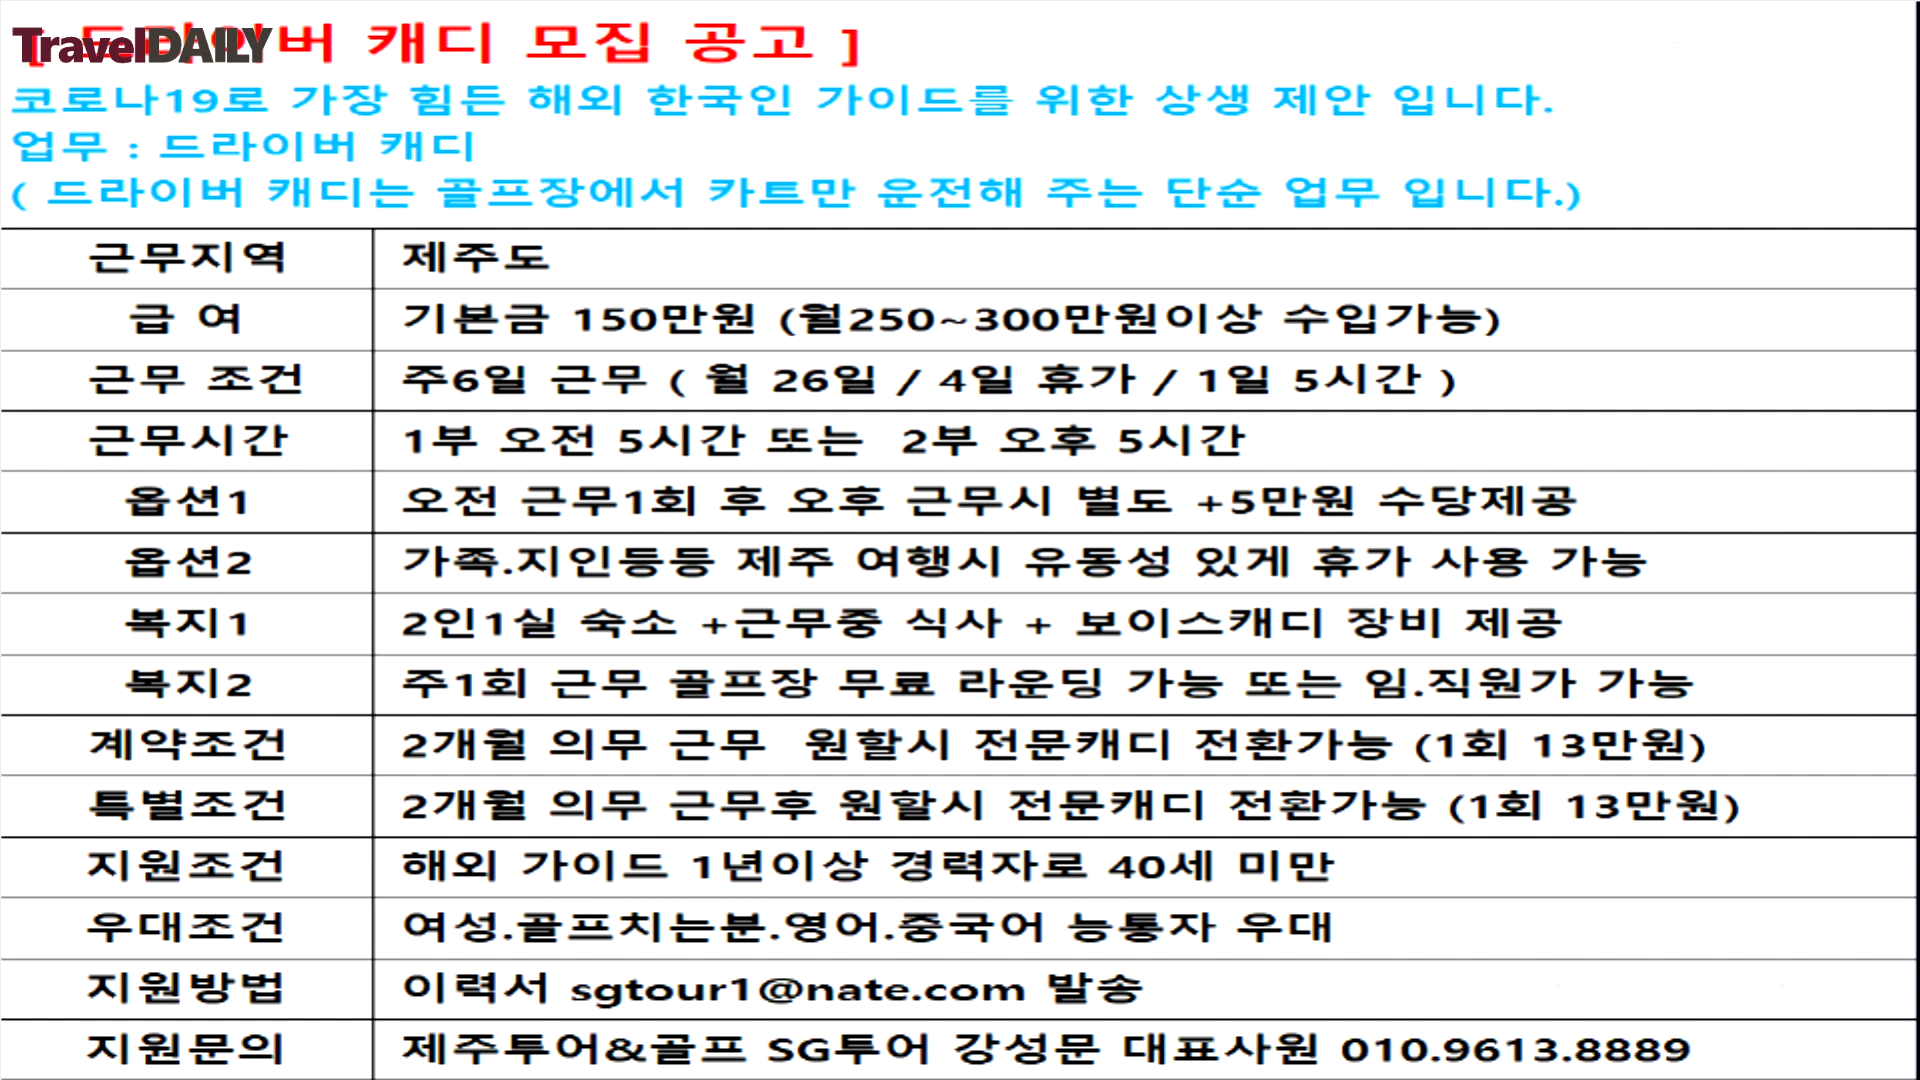 TravelDAILY
[ 드라이버 캐디 모집 공고 ]
코로나19로 가장 힘든 해외 한국인 가이드를 위한 상생 제안 입니다.
업무 : 드라이버 캐디
( 드라이버 캐디는 골프장에서 카트만 운전해 주는 단순 업무 입니다.)
근무지역 제주도
급 여 기본금 150만원 (월250~300만원이상 수입가능)
근무 조건 주6일 근무 ( 월 26일 / 4일 휴가 / 1일 5시간 )
근무시간 1부 오전 5시간 또는 2부 오후 5시간
옵션1 오전 근무1회 후 오후 근무시 별도 +5만원 수당제공
옵션2 가족.지인등등 제주 여행시 유동성 있게 휴가 사용 가능
복지1 2인1실 숙소 +근무중 식사 + 보이스캐디 장비 제공
복지2 주1회 근무 골프장 무료 라운딩 가능 또는 임.직원가 가능
계약조건 2개월 의무 근무 원할시 전문캐디 전환가능 (1회 13만원)
특별조건 2개월 의무 근무후 원할시 전문캐디 전환가능 (1회 13만원)
지원조건 해외 가이드 1년이상 경력자로 40세 미만
우대조건 여성.골프치는분.영어.중국어 능통자 우대
지원방법 이력서 sgtour1@nate.com 발송
지원문의 제주투어&골프 SG투어 강성문 대표사원 010.9613.8889